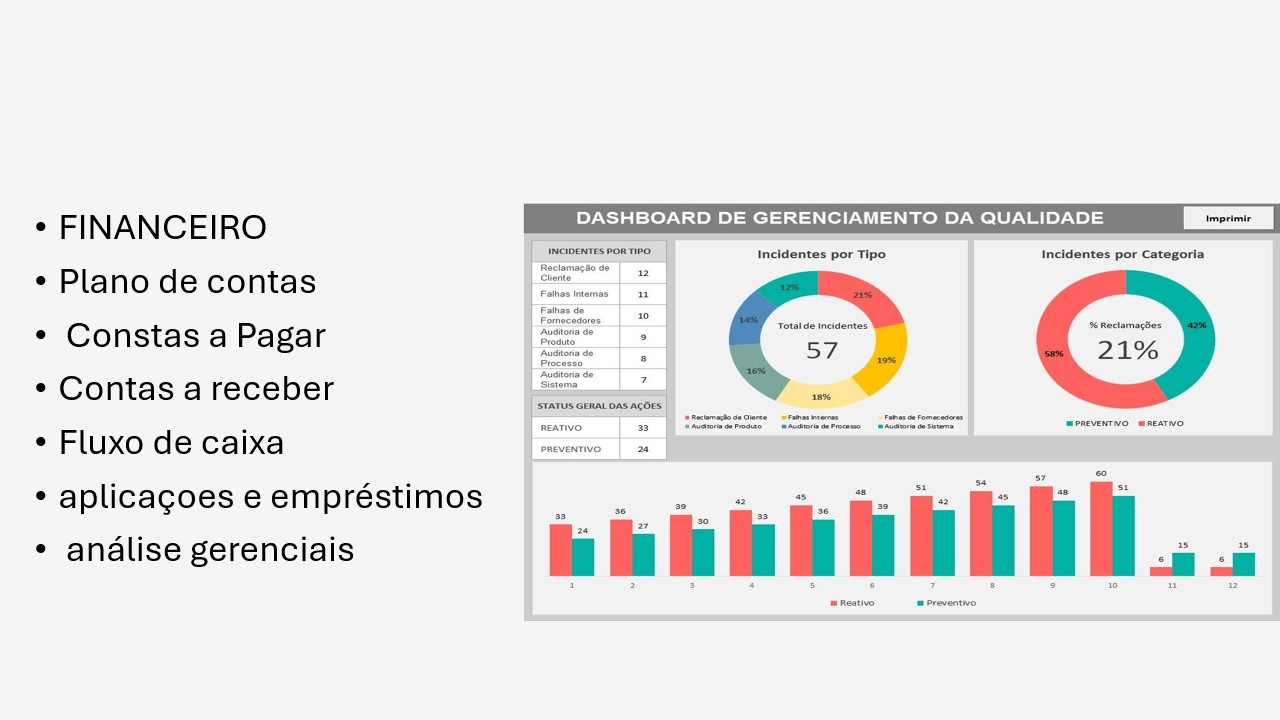 • FINANCEIRO
• Plano de contas
• Constas a Pagar
• Contas a receber
• Fluxo de caixa
• aplicaçoes e empréstimos
• análise gerenciais
DASHBOARD DE GERENCIAMENTO DA QUALIDADE
Imprimir
INCIDENTES POR TIPO
Reclamação de Cliente 12
Falhas Internas 11
Falhas de Fornecedores 10
Auditoria de Produto 9
Auditoria de Processo 8
Auditoria de Sistema 7
STATUS GERAL DAS AÇÕES
REATIVO 33
PREVENTIVO 24
Incidentes por Tipo
12% 21%
14% 19%
16% 18%
Total de Incidentes
57
Reclamação de Cliente Falhas Internas Falhas de Fornecedores
Auditoria de Produto Auditoria de Processo Auditoria de Sistema
Incidentes por Categoria
% Reclamações
21%
58% 42%
PREVENTIVO REATIVO
33 24 36 27 39 30 42 33 45 36 48 39 51 42 54 45 57 48 60 51 6 15 6 15
1 2 3 4 5 6 7 8 9 10 11 12
Reativo Preventivo